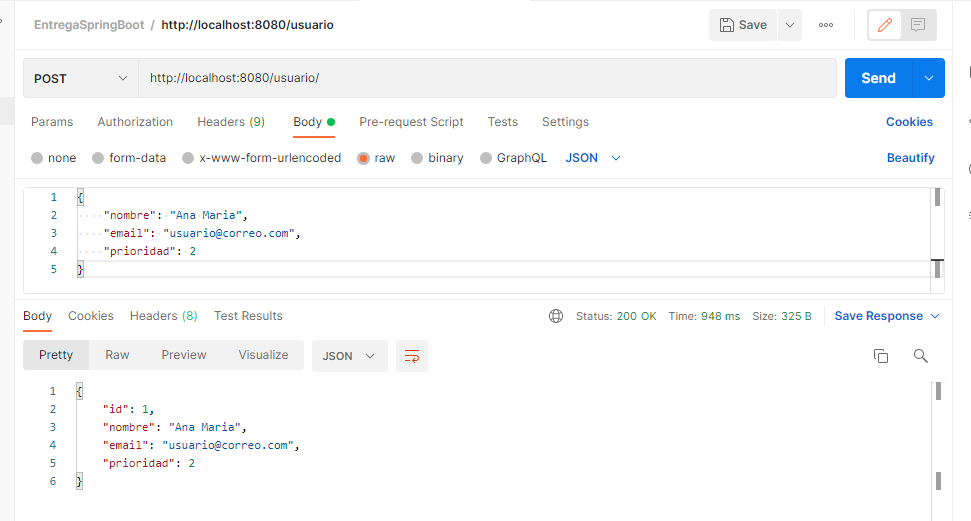 EntregaSpringBoot / http://localhost:8080/usuario Save
POST http://localhost:8080/usuario/ Send
Params Authorization Headers (9) Body Pre-request Script Tests Settings Cookies
none form-data x-www-form-urlencoded raw binary GraphQL JSON Beautify
1 {
2 "nombre": "Ana Maria",
3 "email": "usuario@correo.com",
4 "prioridad": 2
5 }
Body Cookies Headers (8) Test Results Status: 200 OK Time: 948 ms Size: 325 B Save Response
Pretty Raw Preview Visualize JSON
1 {
2 "id": 1,
3 "nombre": "Ana Maria",
4 "email": "usuario@correo.com",
5 "prioridad": 2
6 }